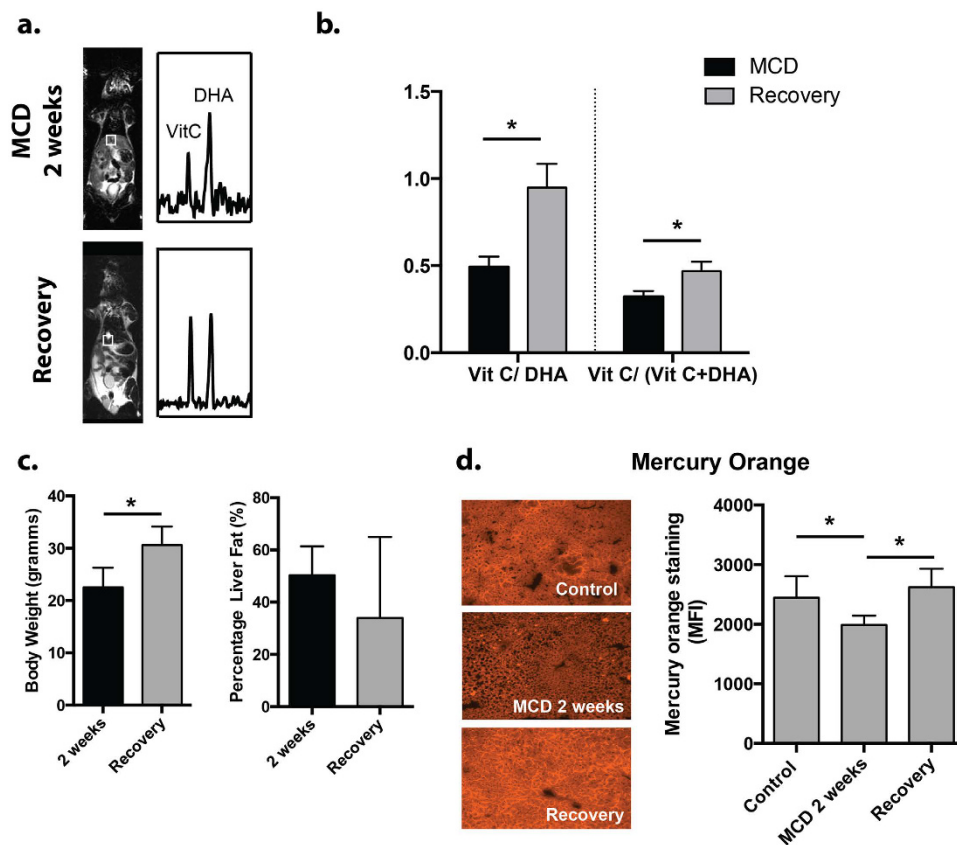 a.
MCD
2 weeks
VitC
DHA
Recovery
b.
MCD
Recovery
1.5
1.0
0.5
0.0
*
*
Vit C/ DHA
Vit C/ (Vit C+DHA)
c.
Body Weight (gramms)
40
30
20
10
0
*
2 weeks
Recovery
Percentage Liver Fat (%)
80
60
40
20
0
2 weeks
Recovery
d.
Mercury Orange
Control
MCD 2 weeks
Recovery
Mercury orange staining
(MFI)
4000
3000
2000
1000
0
*
*
Control
MCD 2 weeks
Recovery